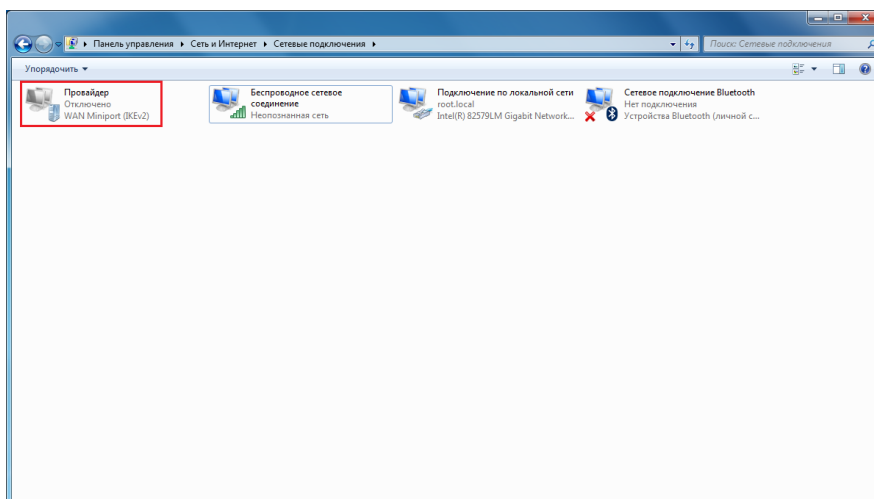 Панель управления ▸ Сеть и Интернет ▸ Сетевые подключения ▸
Поиск: Сетевые подключения
Упорядочить ▾
Провайдер
Отключено
WAN Miniport (IKEv2)
Беспроводное сетевое
соединение
Неопознанная сеть
Подключение по локальной сети
root.local
Intel(R) 82579LM Gigabit Network...
Сетевое подключение Bluetooth
Нет подключения
Устройства Bluetooth (личной с...